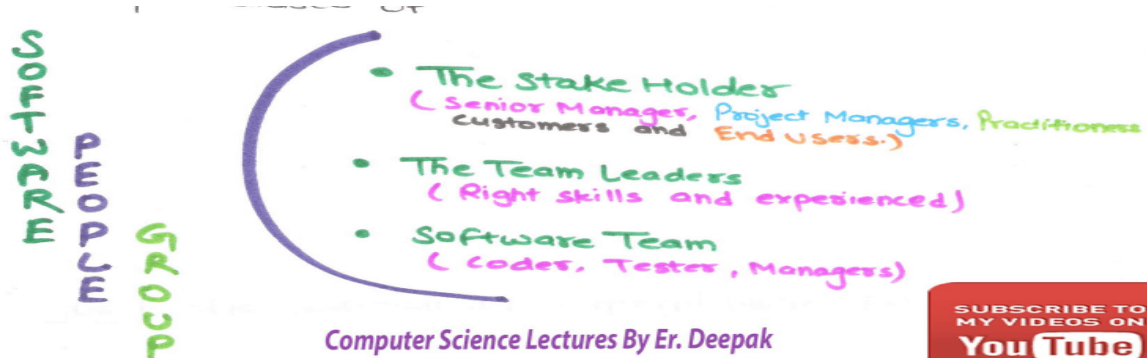 SOFTWARE
PEOPLE
GROUP
• The Stake Holder
(Senior Manager, Project Managers, Practitioners
customers and End users.)
• The Team Leaders
(Right skills and experienced)
• Software Team
(Coder, Tester, Managers)
Computer Science Lectures By Er. Deepak
SUBSCRIBE TO
MY VIDEOS ON
YouTube